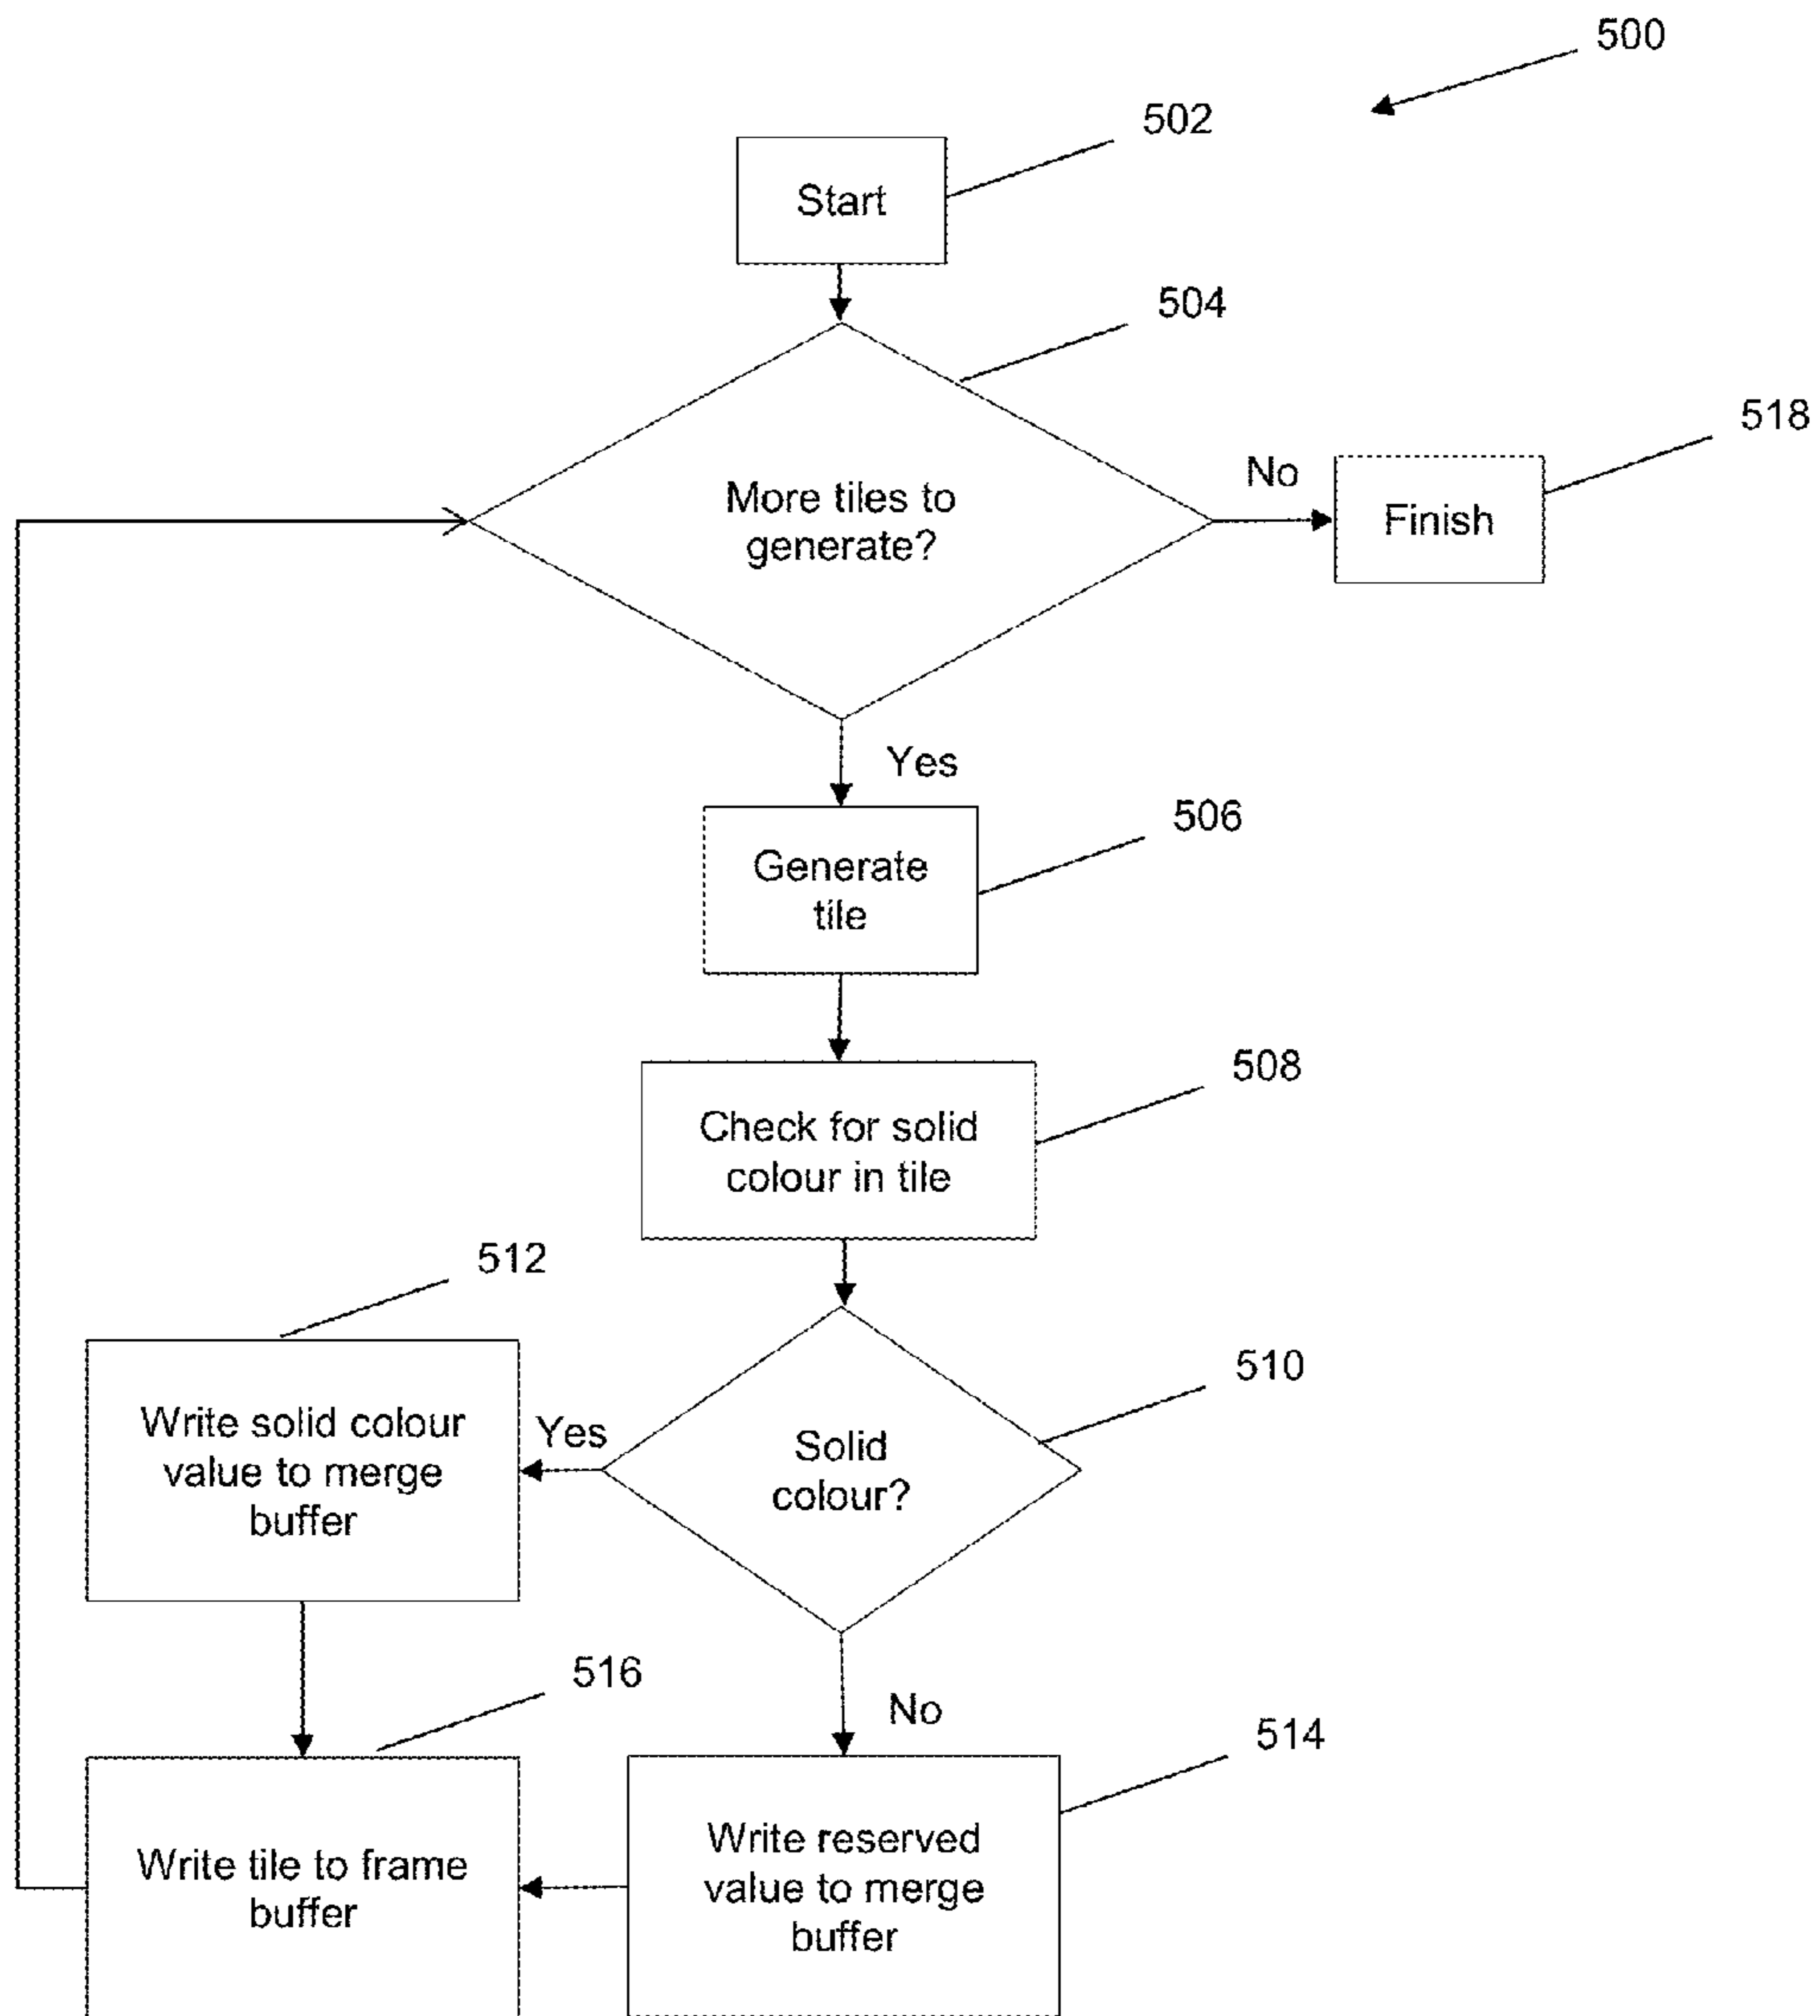 500
502
Start
504
518
No
More tiles to
generate?
Finish
Yes
506
Generate
tile
508
Check for solid
colour in tile
512
510
Write solid colour
value to merge
buffer
Yes
Solid
colour?
516
No
514
Write tile to frame
buffer
Write reserved
value to merge
buffer